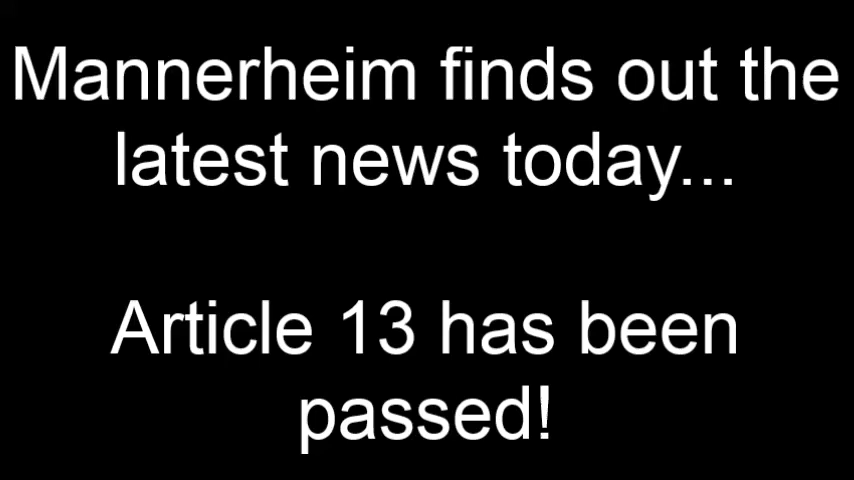 Mannerheim finds out the
latest news today...
Article 13 has been
passed!